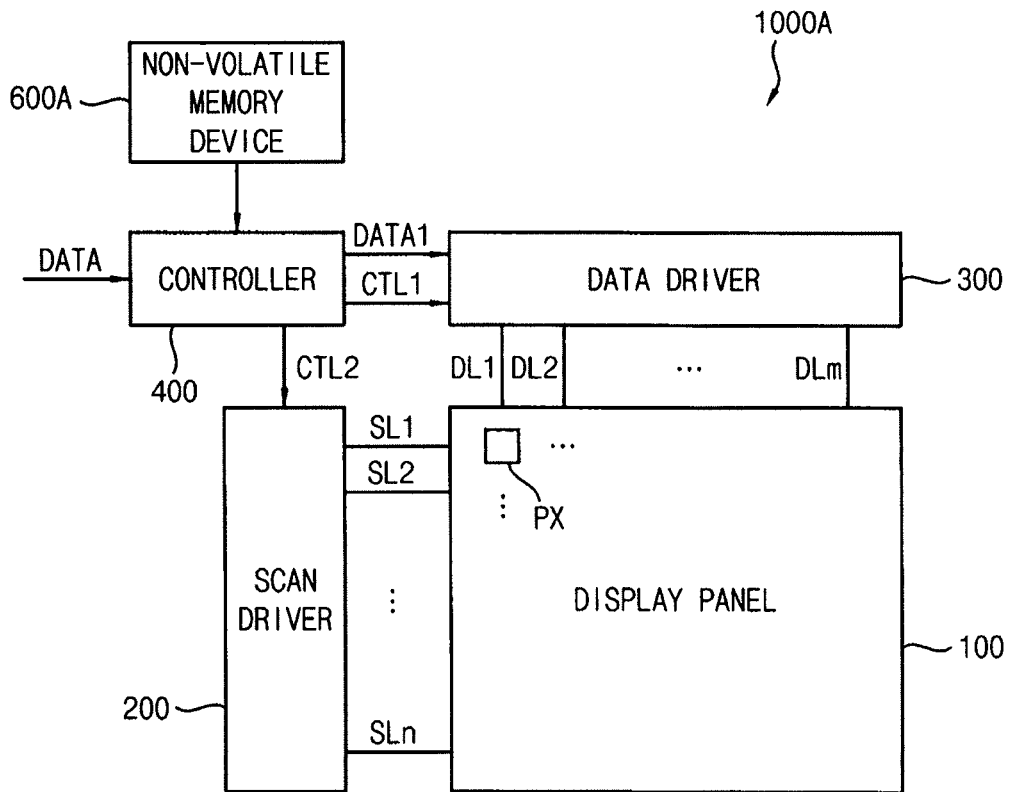 1000A
NON-VOLATILE
MEMORY
DEVICE
600A
DATA
CONTROLLER
DATA1
CTL1
DATA DRIVER
300
400
CTL2
DL1
DL2
...
DLm
SL1
SL2
...
PX
...
SCAN
DRIVER
...
DISPLAY PANEL
100
200
SLn